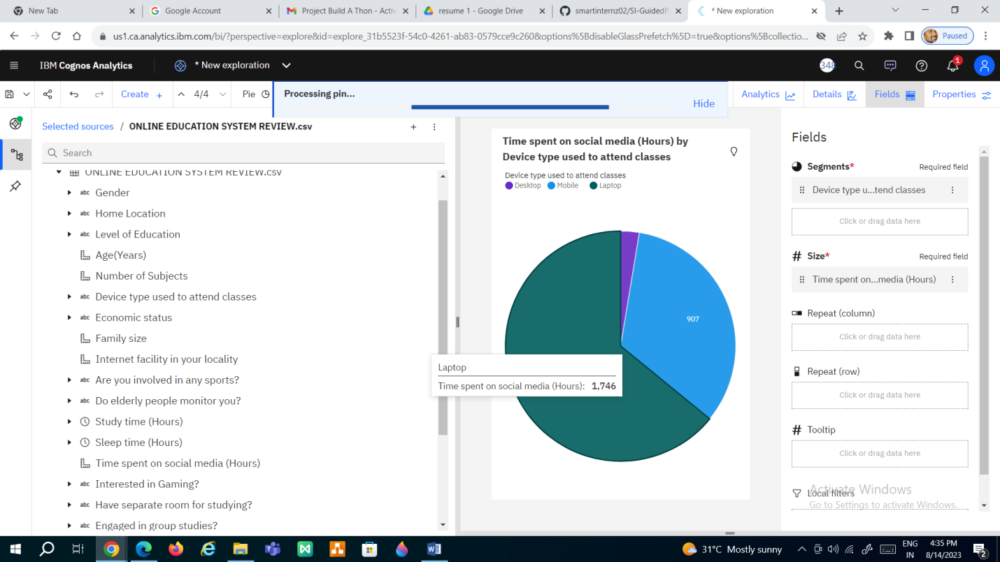 New Tab
Google Account
Project Build A Thon - Activ
resume 1 - Google Drive
smartinternz02/SI-GuidedP
* New exploration
us1.ca.analytics.ibm.com/bi/?perspective=explore&id=explore_31b5523f-54c0-4261-ab83-0579cce9c260&options%5BdisableGlassPrefetch%5D=true&options%5Bcollectio...
Paused
IBM Cognos Analytics
* New exploration
348
1
Create +
4/4
Pie
Processing pin...
Hide
Analytics
Details
Fields
Properties
Selected sources / ONLINE EDUCATION SYSTEM REVIEW.csv
Search
ONLINE EDUCATION SYSTEM REVIEW.csv
abc Gender
abc Home Location
abc Level of Education
Age(Years)
Number of Subjects
abc Device type used to attend classes
abc Economic status
Family size
Internet facility in your locality
abc Are you involved in any sports?
abc Do elderly people monitor you?
Study time (Hours)
Sleep time (Hours)
Time spent on social media (Hours)
abc Interested in Gaming?
abc Have separate room for studying?
abc Engaged in group studies?
Time spent on social media (Hours) by
Device type used to attend classes
Device type used to attend classes
Desktop Mobile Laptop
907
Laptop
Time spent on social media (Hours): 1,746
Fields
Segments* Required field
Device type u...tend classes
Click or drag data here
# Size* Required field
Time spent on...media (Hours)
Repeat (column)
Click or drag data here
Repeat (row)
Click or drag data here
# Tooltip
Click or drag data here
Local filters
Activate Windows
Go to Settings to activate Windows.
31°C Mostly sunny
ENG
IN
4:35 PM
8/14/2023
2